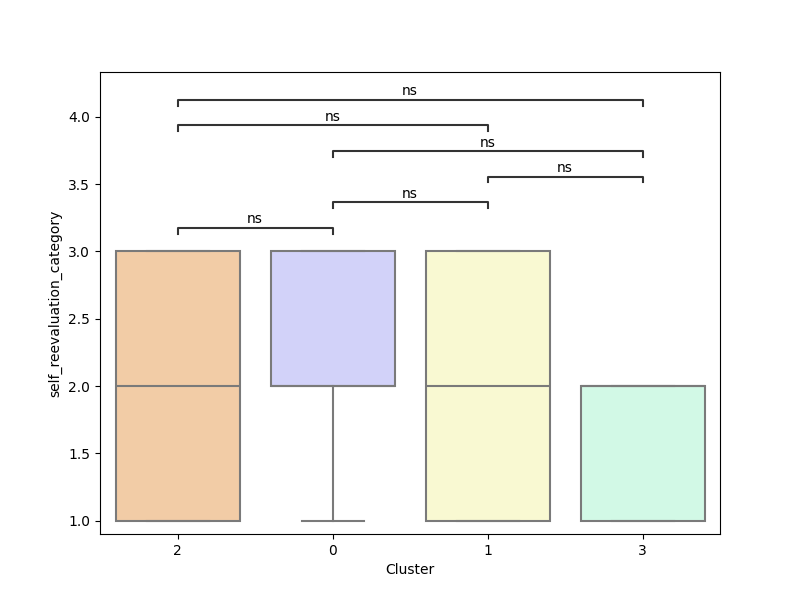 ns
ns
ns
ns
ns
ns
4.0
3.5
3.0
2.5
2.0
1.5
1.0
self_reevaluation_category
2 0 1 3
Cluster